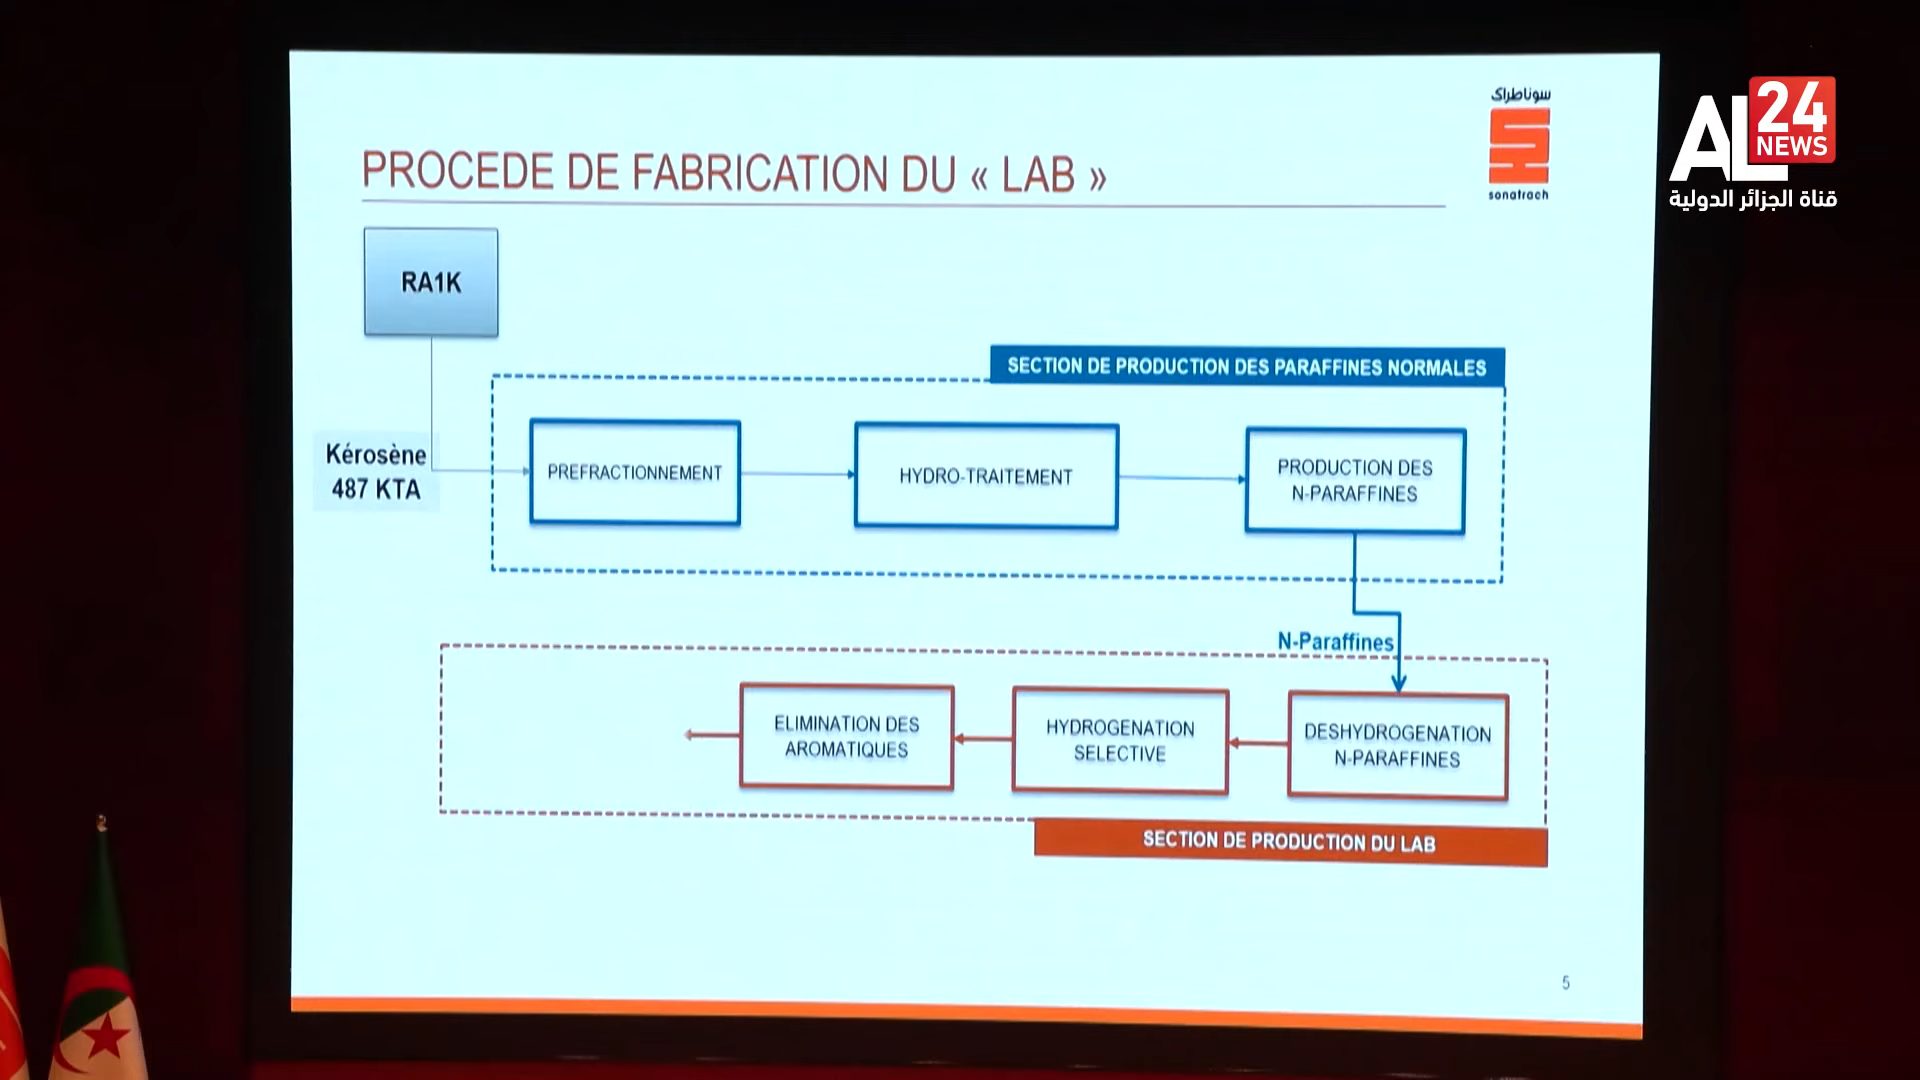 سوناطراك
sonatrach
AL
24
NEWS
قناة الجزائر الدولية
PROCEDE DE FABRICATION DU « LAB »
RA1K
SECTION DE PRODUCTION DES PARAFFINES NORMALES
Kérosène
487 KTA
PREFRACTIONNEMENT
HYDRO-TRAITEMENT
PRODUCTION DES
N-PARAFFINES
N-Paraffines
ELIMINATION DES
AROMATIQUES
HYDROGENATION
SELECTIVE
DESHYDROGENATION
N-PARAFFINES
SECTION DE PRODUCTION DU LAB
5